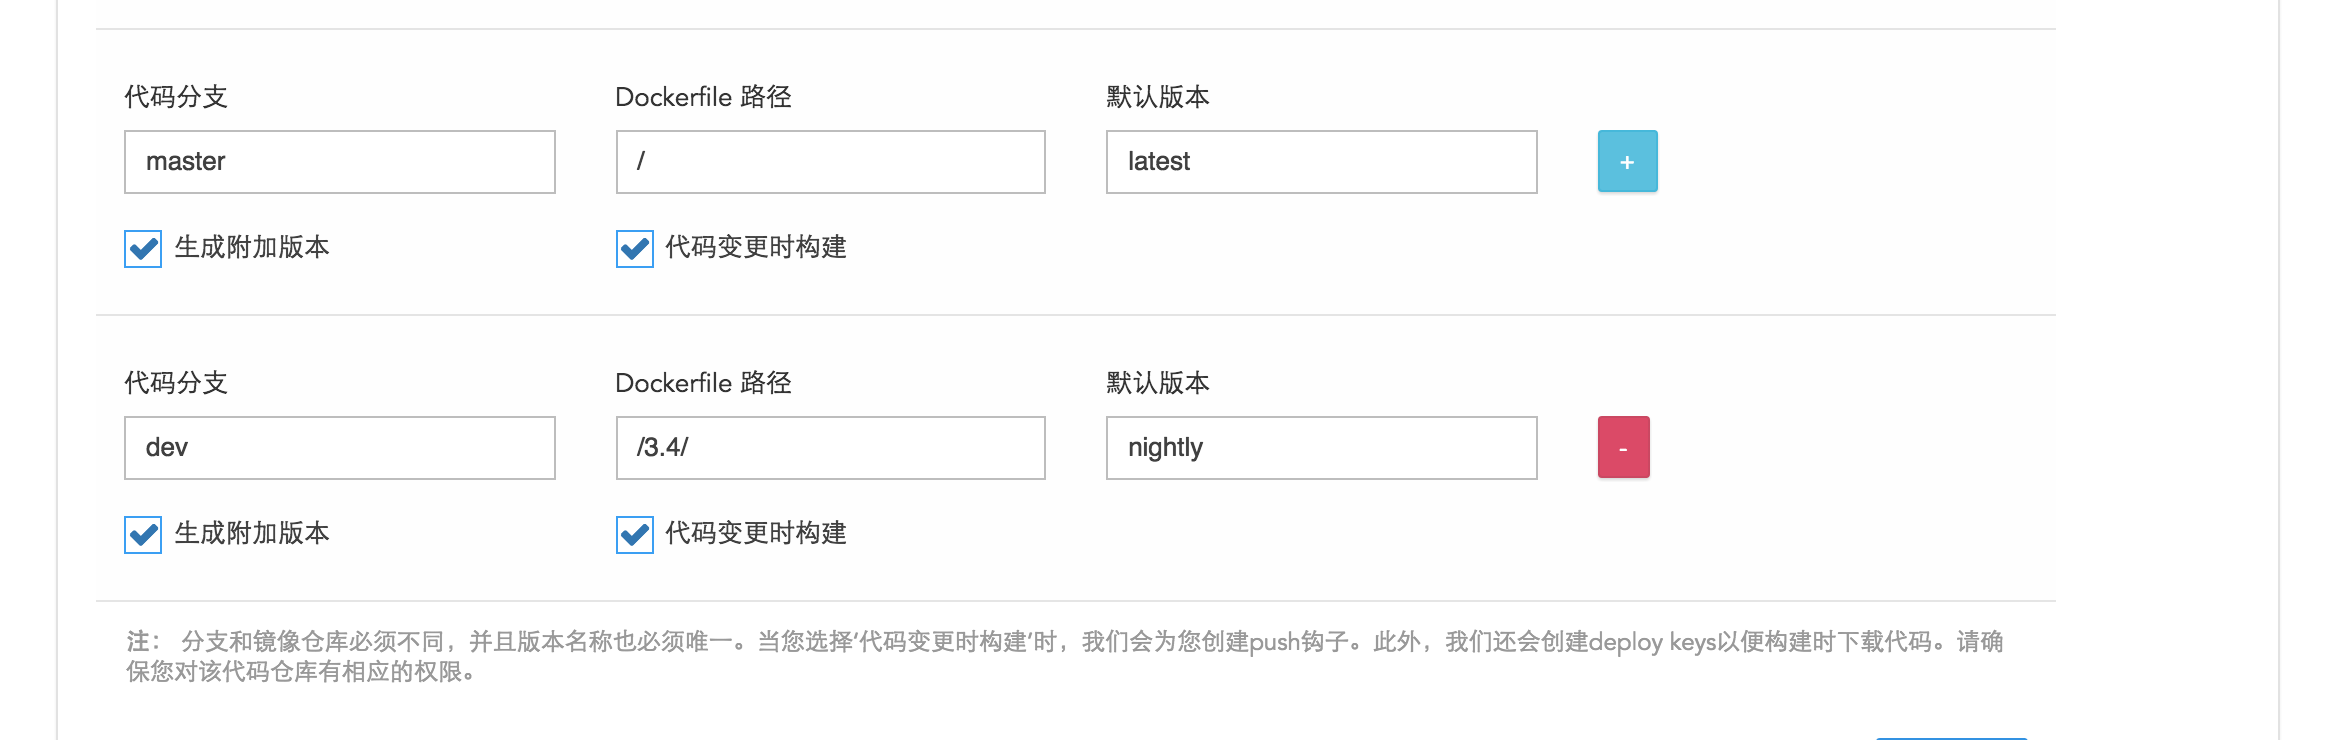 代码分支 Dockerfile 路径 默认版本
master / latest +
生成附加版本 代码变更时构建
代码分支 Dockerfile 路径 默认版本
dev /3.4/ nightly -
生成附加版本 代码变更时构建
注： 分支和镜像仓库必须不同，并且版本名称也必须唯一。当您选择'代码变更时构建'时，我们会为您创建push钩子。此外，我们还会创建deploy keys以便构建时下载代码。请确
保您对该代码仓库有相应的权限。